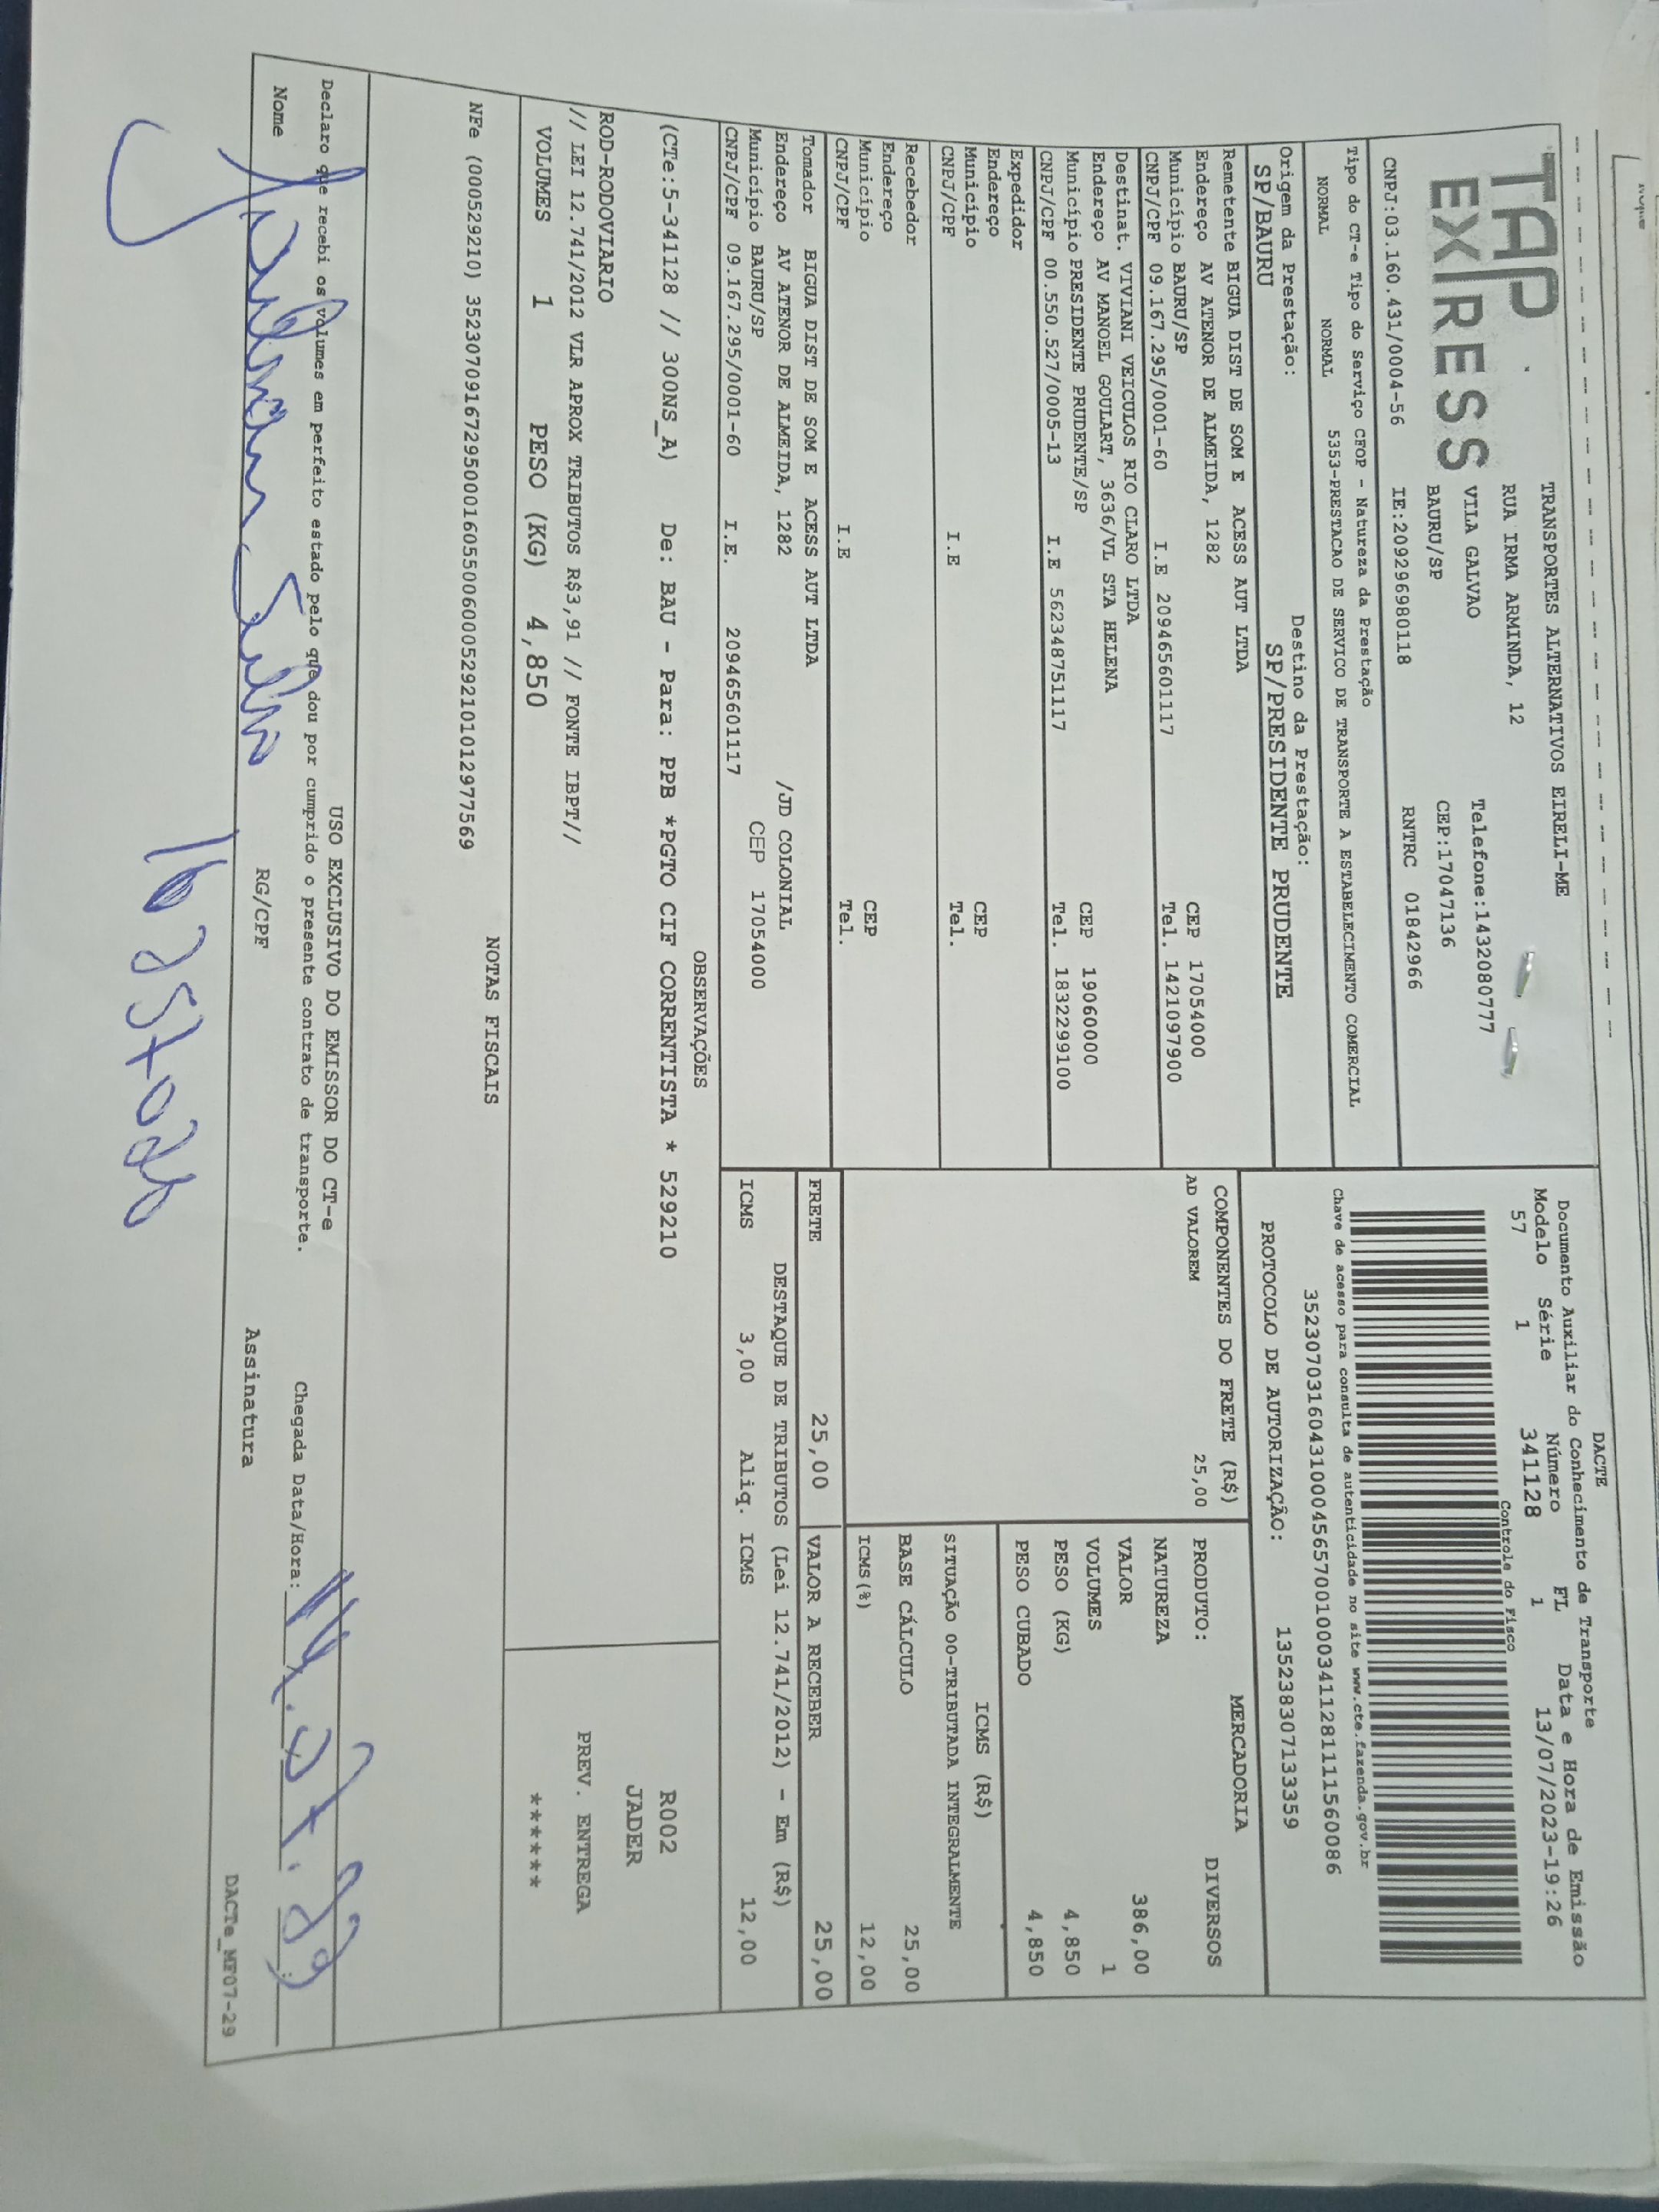 TAP
EXPRESS
TRANSPORTES ALTERNATIVOS EIRELI-ME
RUA IRMA ARMINDA, 12
VILA GALVAO Telefone:1432080777
BAURU/SP CEP:17047136
CNPJ:03.160.431/0004-56 IE:209296980118 RNTRC 01842966
DACTE
Documento Auxiliar do Conhecimento de Transporte
Modelo Série Número FL Data e Hora de Emissão
57 1 341128 1 13/07/2023-19:26
Controle do Fisco
Chave de acesso para consulta de autenticidade no site www.cte.fazenda.gov.br
35230703160431000456570010003411281111560086
PROTOCOLO DE AUTORIZAÇÃO: 135238307133359
Tipo do CT-e Tipo do Serviço CFOP - Natureza da Prestação
NORMAL NORMAL 5353-PRESTACAO DE SERVICO DE TRANSPORTE A ESTABELECIMENTO COMERCIAL
Origem da Prestação: Destino da Prestação:
SP/BAURU SP/PRESIDENTE PRUDENTE
Remetente BIGUA DIST DE SOM E ACESS AUT LTDA
Endereço AV ATENOR DE ALMEIDA, 1282 CEP 17054000
Município BAURU/SP Tel. 1421097900
CNPJ/CPF 09.167.295/0001-60 I.E 209465601117
Destinat. VIVIANI VEICULOS RIO CLARO LTDA
Endereço AV MANOEL GOULART, 3636/VL STA HELENA CEP 19060000
Município PRESIDENTE PRUDENTE/SP Tel. 1832299100
CNPJ/CPF 00.550.527/0005-13 I.E 562348751117
Expedidor
Endereço CEP
Município Tel.
CNPJ/CPF I.E
Recebedor
Endereço CEP
Município Tel.
CNPJ/CPF I.E
Tomador BIGUA DIST DE SOM E ACESS AUT LTDA
Endereço AV ATENOR DE ALMEIDA, 1282 /JD COLONIAL
Município BAURU/SP CEP 17054000
CNPJ/CPF 09.167.295/0001-60 I.E. 209465601117
COMPONENTES DO FRETE (R$)
AD VALOREM 25,00
MERCADORIA
PRODUTO: DIVERSOS
NATUREZA
VALOR 386,00
VOLUMES 1
PESO (KG) 4,850
PESO CUBADO 4,850
ICMS (R$)
SITUAÇÃO 00-TRIBUTADA INTEGRALMENTE
BASE CÁLCULO 25,00
ICMS(%) 12,00
FRETE 25,00 VALOR A RECEBER 25,00
DESTAQUE DE TRIBUTOS (Lei 12.741/2012) - Em (R$)
ICMS 3,00 Aliq. ICMS 12,00
OBSERVAÇÕES
(CTe:5-341128 // 300NS_A) De: BAU - Para: PPB *PGTO CIF CORRENTISTA * 529210
ROD-RODOVIARIO
// LEI 12.741/2012 VLR APROX TRIBUTOS R$3,91 // FONTE IBPT//
R002
JADER
PREV. ENTREGA
******
VOLUMES 1 PESO (KG) 4,850
NOTAS FISCAIS
NFe (000529210) 35230709167295000160550060005292101012977569
USO EXCLUSIVO DO EMISSOR DO CT-e
Declaro que recebi os volumes em perfeito estado pelo que dou por cumprido o presente contrato de transporte.
Chegada Data/Hora:
Nome RG/CPF Assinatura
DACTe_MF07-29